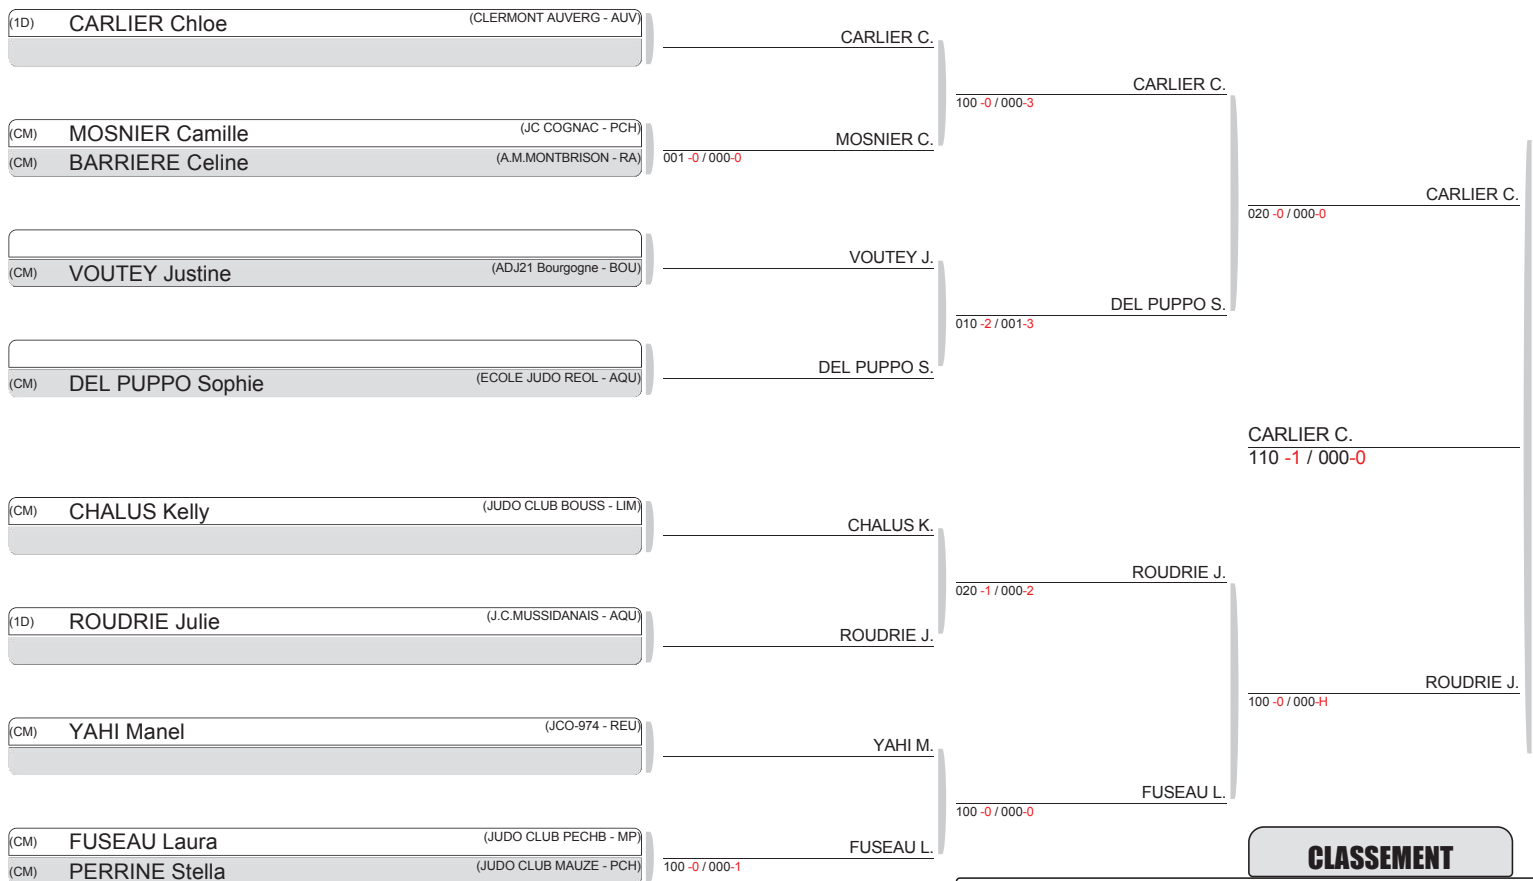 (1D) CARLIER Chloe (CLERMONT AUVERG - AUV)
CARLIER C.
CARLIER C.
100 -0 / 000-3
(CM) MOSNIER Camille (JC COGNAC - PCH)
MOSNIER C.
(CM) BARRIERE Celine (A.M.MONTBRISON - RA)
001 -0 / 000-0
CARLIER C.
020 -0 / 000-0
VOUTEY J.
(CM) VOUTEY Justine (ADJ21 Bourgogne - BOU)
DEL PUPPO S.
010 -2 / 001-3
DEL PUPPO S.
(CM) DEL PUPPO Sophie (ECOLE JUDO REOL - AQU)
CARLIER C.
110 -1 / 000-0
(CM) CHALUS Kelly (JUDO CLUB BOUSS - LIM)
CHALUS K.
ROUDRIE J.
020 -1 / 000-2
(1D) ROUDRIE Julie (J.C.MUSSIDANAIS - AQU)
ROUDRIE J.
ROUDRIE J.
100 -0 / 000-H
(CM) YAHI Manel (JCO-974 - REU)
YAHI M.
FUSEAU L.
100 -0 / 000-0
(CM) FUSEAU Laura (JUDO CLUB PECHB - MP)
FUSEAU L.
CLASSEMENT
(CM) PERRINE Stella (JUDO CLUB MAUZE - PCH)
100 -0 / 000-1